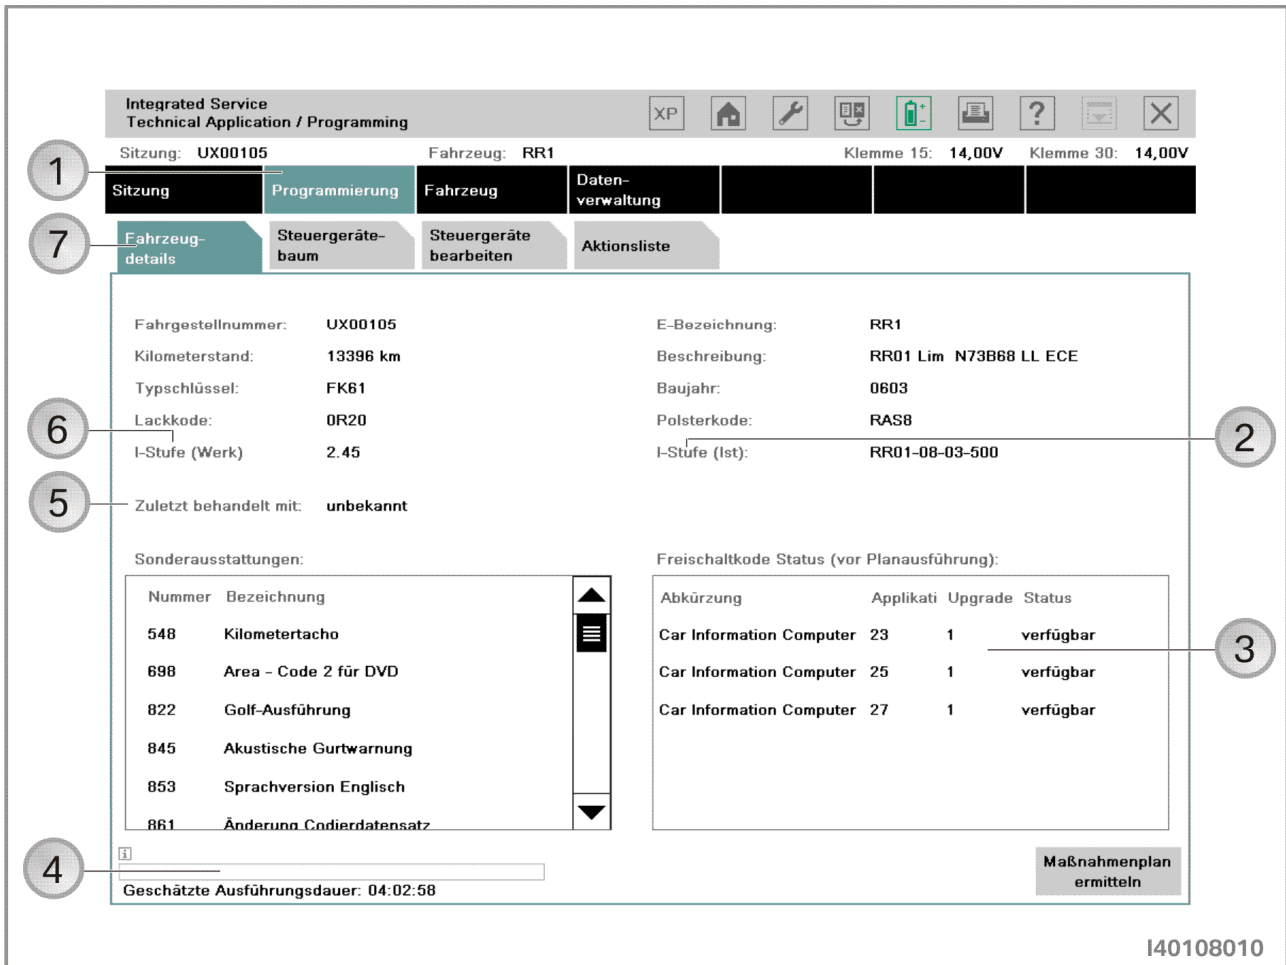 Integrated Service
Technical Application / Programming
XP
?
Sitzung: UX00105 Fahrzeug: RR1 Klemme 15: 14,00V Klemme 30: 14,00V
1
Sitzung Programmierung Fahrzeug Daten-
verwaltung
7
Fahrzeug-
details
Steuergeräte-
baum
Steuergeräte
bearbeiten
Aktionsliste
Fahrgestellnummer: UX00105 E-Bezeichnung: RR1
Kilometerstand: 13396 km Beschreibung: RR01 Lim N73B68 LL ECE
Typschlüssel: FK61 Baujahr: 0603
Lackkode: 0R20 Polsterkode: RAS8
6
2
I-Stufe (Werk) 2.45 I-Stufe (Ist): RR01-08-03-500
5
Zuletzt behandelt mit: unbekannt
Sonderausstattungen: Freischaltkode Status (vor Planausführung):
Nummer Bezeichnung Abkürzung Applikati Upgrade Status
548 Kilometertacho Car Information Computer 23 1 verfügbar
3
698 Area - Code 2 für DVD Car Information Computer 25 1 verfügbar
822 Golf-Ausführung Car Information Computer 27 1 verfügbar
845 Akustische Gurtwarnung
853 Sprachversion Englisch
861 Änderung Codierdatensatz
i
4
Geschätzte Ausführungsdauer: 04:02:58
Maßnahmenplan
ermitteln
I40108010